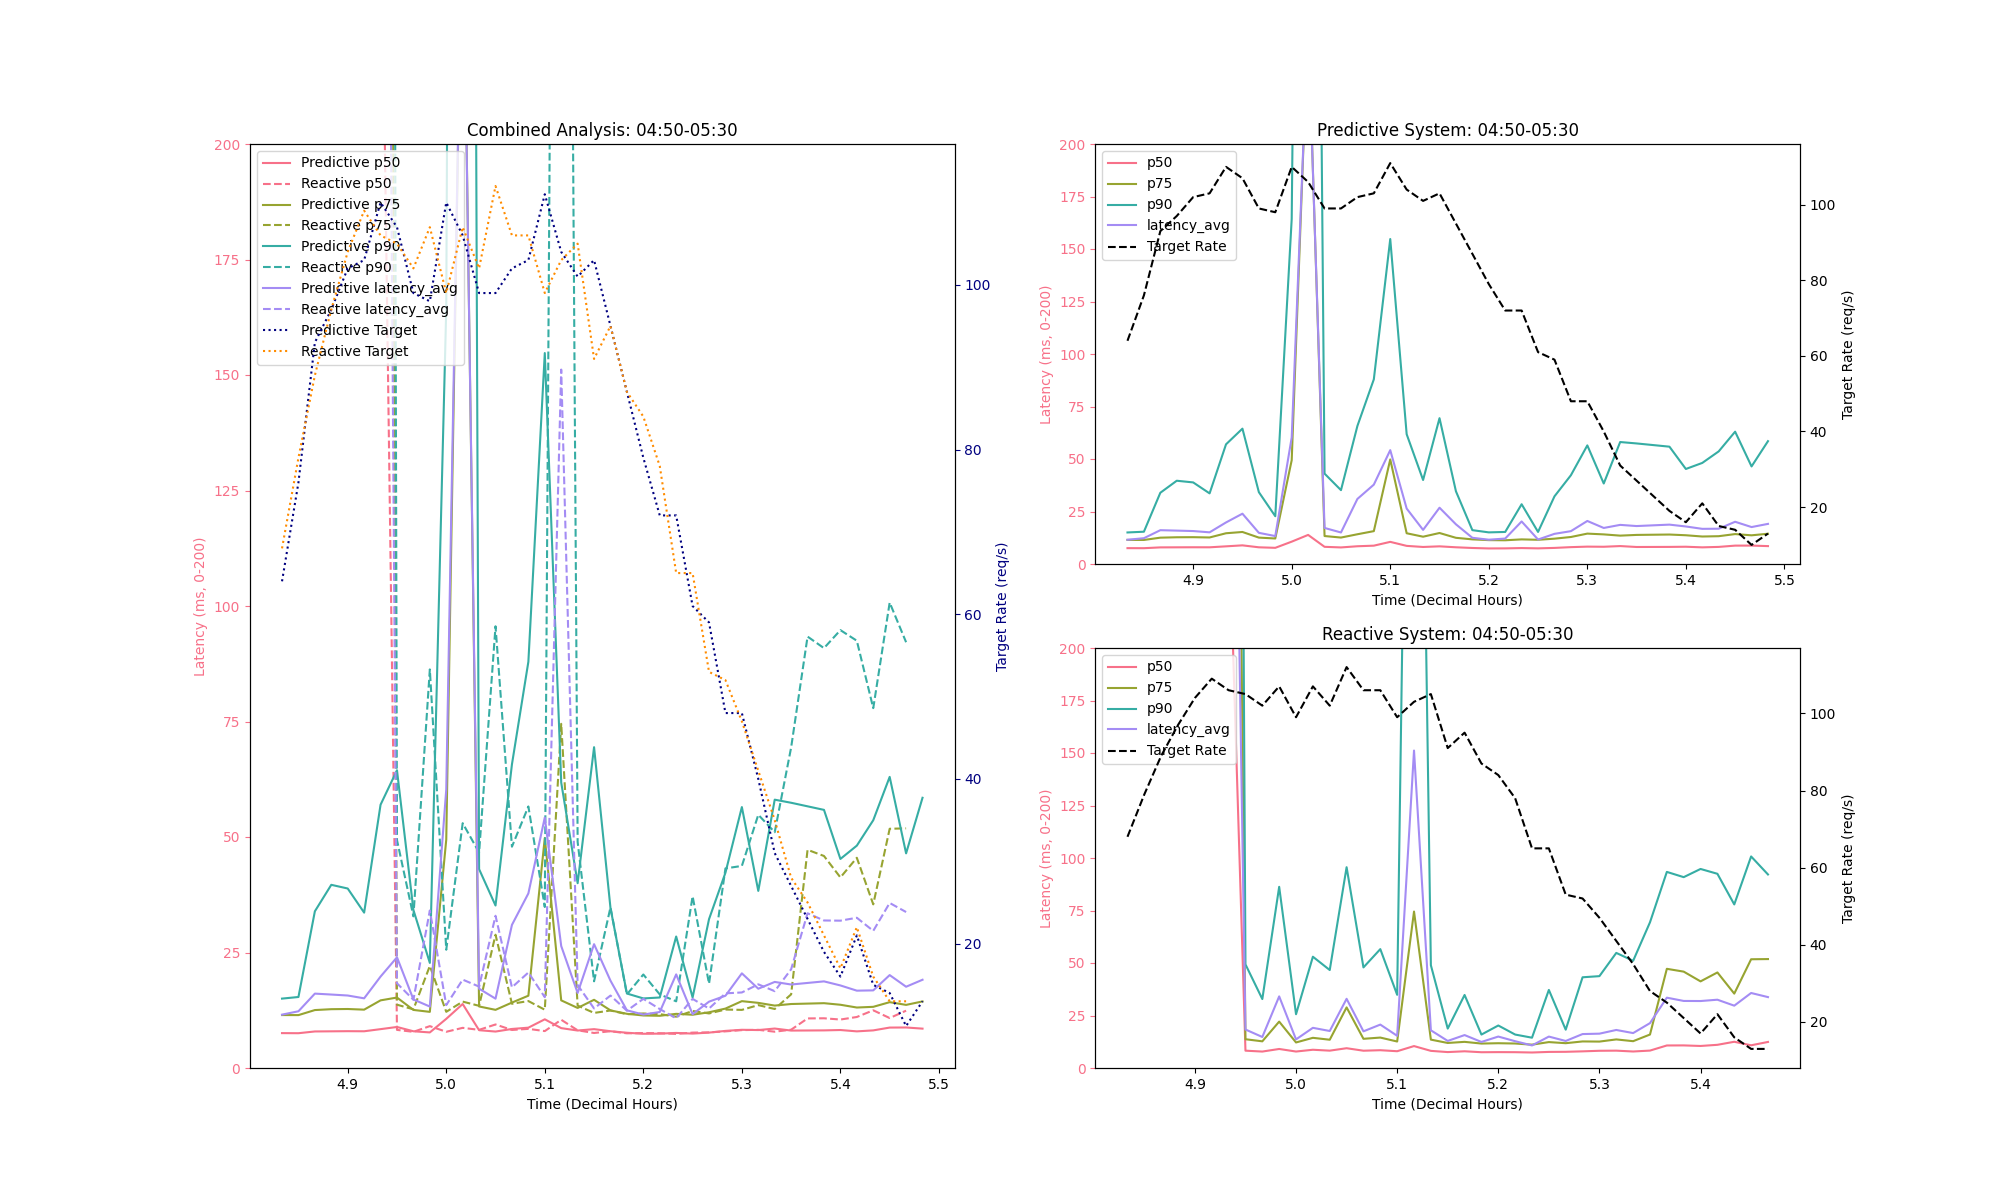 Combined Analysis: 04:50-05:30
Predictive p50
Reactive p50
Predictive p75
Reactive p75
Predictive p90
Reactive p90
Predictive latency_avg
Reactive latency_avg
Predictive Target
Reactive Target
200
175
150
125
100
75
50
25
0
Latency (ms, 0-200)
100
80
60
40
20
Target Rate (req/s)
4.9 5.0 5.1 5.2 5.3 5.4 5.5
Time (Decimal Hours)
Predictive System: 04:50-05:30
p50
p75
p90
latency_avg
Target Rate
200
175
150
125
100
75
50
25
0
Latency (ms, 0-200)
100
80
60
40
20
Target Rate (req/s)
4.9 5.0 5.1 5.2 5.3 5.4 5.5
Time (Decimal Hours)
Reactive System: 04:50-05:30
p50
p75
p90
latency_avg
Target Rate
200
175
150
125
100
75
50
25
0
Latency (ms, 0-200)
100
80
60
40
20
Target Rate (req/s)
4.9 5.0 5.1 5.2 5.3 5.4
Time (Decimal Hours)